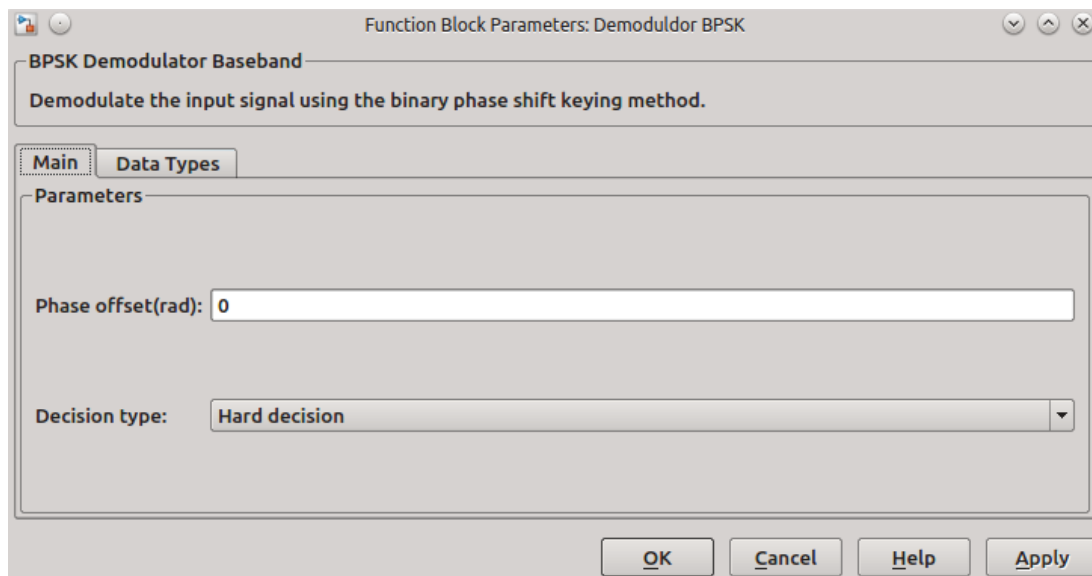 Function Block Parameters: Demoduldor BPSK
BPSK Demodulator Baseband
Demodulate the input signal using the binary phase shift keying method.
Main Data Types
Parameters
Phase offset(rad): 0
Decision type: Hard decision
OK Cancel Help Apply